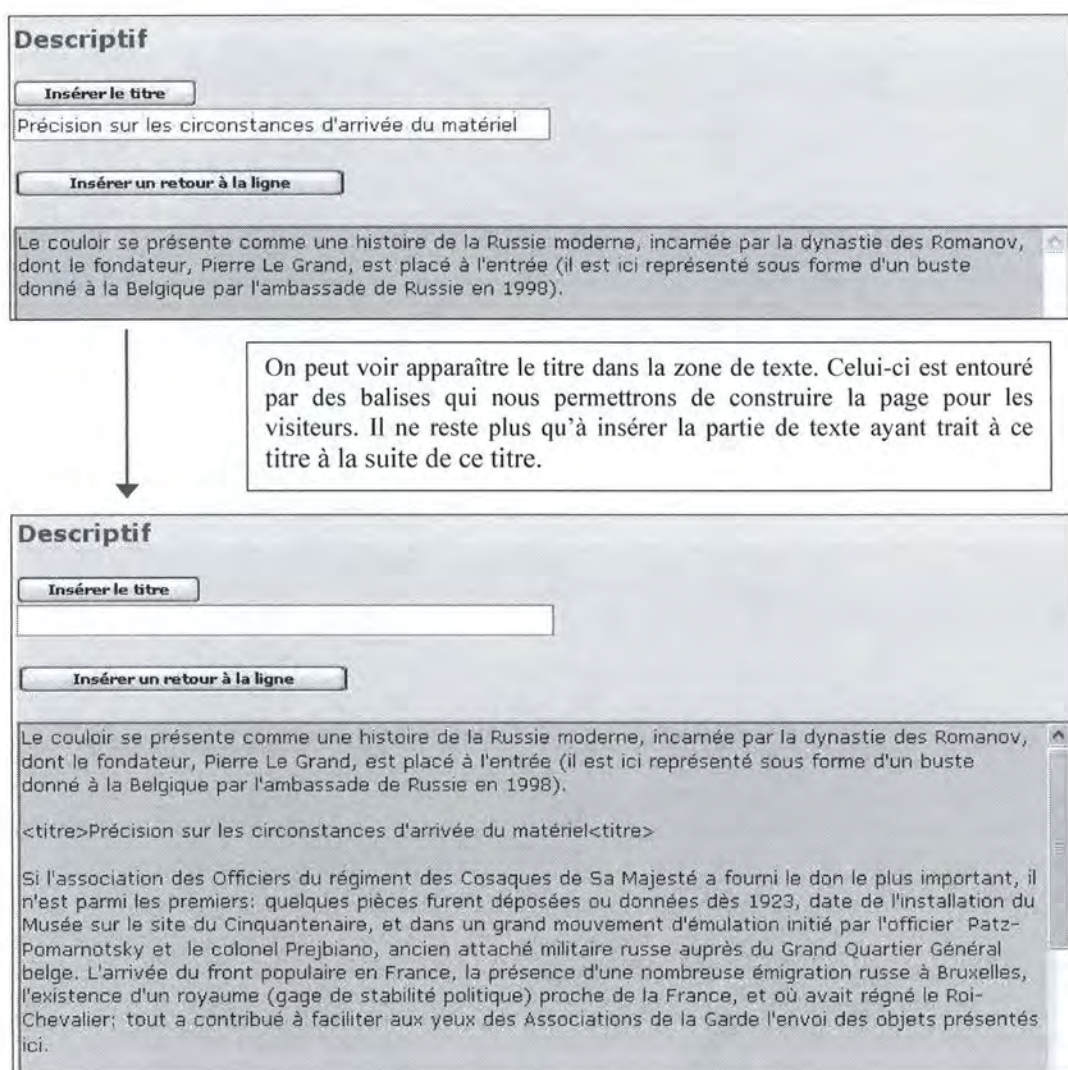 Descriptif
Insérer le titre
Précision sur les circonstances d'arrivée du matériel
Insérer un retour à la ligne
Le couloir se présente comme une histoire de la Russie moderne, incarnée par la dynastie des Romanov,
dont le fondateur, Pierre Le Grand, est placé à l'entrée (il est ici représenté sous forme d'un buste
donné à la Belgique par l'ambassade de Russie en 1998).
On peut voir apparaître le titre dans la zone de texte. Celui-ci est entouré
par des balises qui nous permettrons de construire la page pour les
visiteurs. Il ne reste plus qu'à insérer la partie de texte ayant trait à ce
titre à la suite de ce titre.
Descriptif
Insérer le titre
Insérer un retour à la ligne
Le couloir se présente comme une histoire de la Russie moderne, incarnée par la dynastie des Romanov,
dont le fondateur, Pierre Le Grand, est placé à l'entrée (il est ici représenté sous forme d'un buste
donné à la Belgique par l'ambassade de Russie en 1998).
<titre>Précision sur les circonstances d'arrivée du matériel<titre>
Si l'association des Officiers du régiment des Cosaques de Sa Majesté a fourni le don le plus important, il
n'est parmi les premiers: quelques pièces furent déposées ou données dès 1923, date de l'installation du
Musée sur le site du Cinquantenaire, et dans un grand mouvement d'émulation initié par l'officier Patz-
Pomarnotsky et le colonel Prejbiano, ancien attaché militaire russe auprès du Grand Quartier Général
belge. L'arrivée du front populaire en France, la présence d'une nombreuse émigration russe à Bruxelles,
l'existence d'un royaume (gage de stabilité politique) proche de la France, et où avait régné le Roi-
Chevalier; tout a contribué à faciliter aux yeux des Associations de la Garde l'envoi des objets présentés
ici.